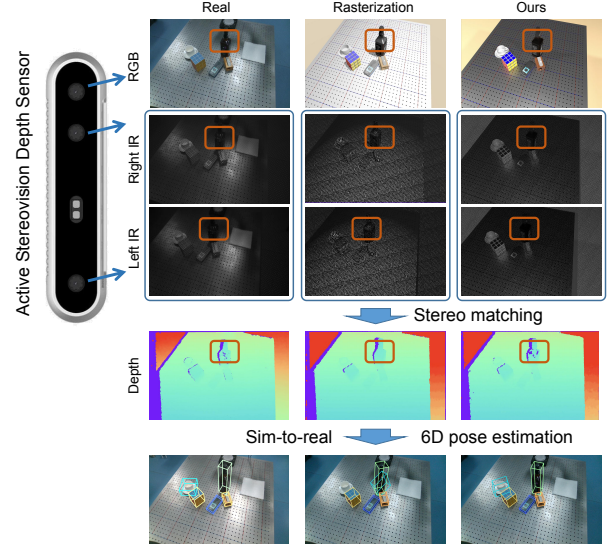 Real
Rasterization
Ours
Active Stereovision Depth Sensor
RGB
Right IR
Left IR
Stereo matching
Depth
Sim-to-real
6D pose estimation